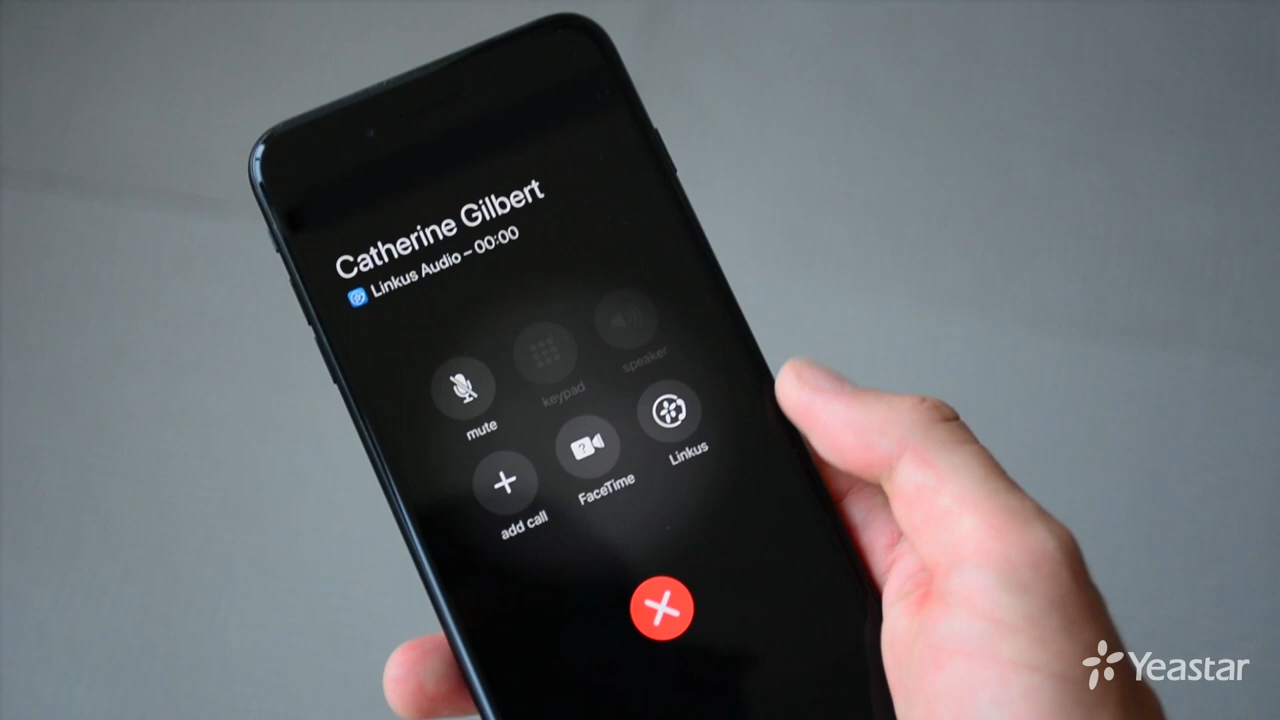 Catherine Gilbert
Linkus Audio – 00:00
mute
keypad
speaker
add call
FaceTime
Linkus
Yeastar